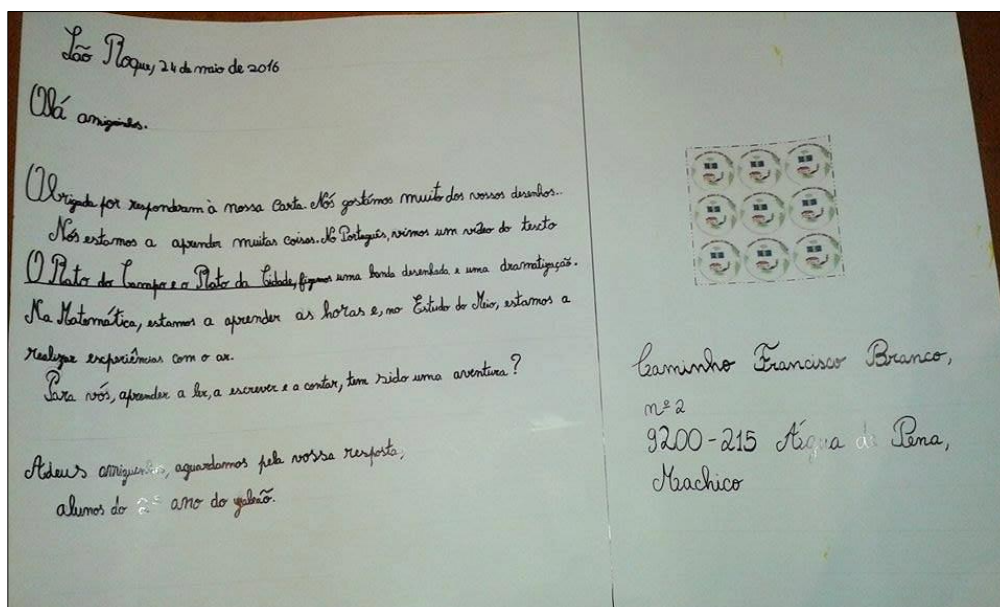 São Roque, 24 de maio de 2016
Olá amiguinhos.
Obrigada por responderam à nossa carta. Nós gostámos muito dos vossos desenhos..
Nós estamos a aprender muitas coisas. No Português, vimos um vídeo do texto
O Rato do Campo e o Rato da Cidade, fizemos uma banda desenhada e uma dramatização.
Na Matemática, estamos a aprender as horas e, no Estudo do Meio, estamos a
realizar experiências com o ar.
Para vós, aprender a ler, a escrever e a contar, tem sido uma aventura?
Adeus amiguinhos, aguardamos pela vossa resposta,
alunos do 2º ano do galeão.
Caminho Francisco Branco,
nº 2
9200-215 Água de Pena,
Machico